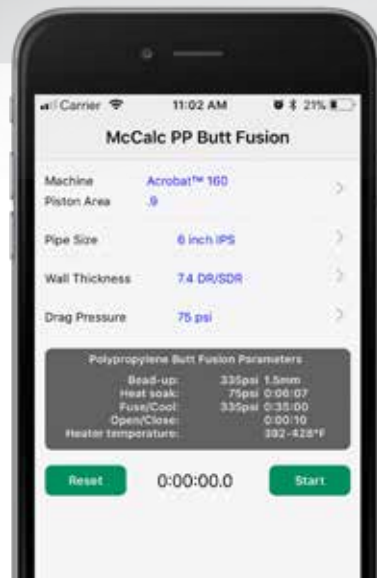 Carrier 11:02 AM 21%
McCalc PP Butt Fusion
Machine Acrobat™ 160
Piston Area .9
Pipe Size 6 inch IPS
Wall Thickness 7.4 DR/SDR
Drag Pressure 75 psi
Polypropylene Butt Fusion Parameters
Bead-up: 335psi 1.5mm
Heat soak: 75psi 0:06:07
Fuse/Cool: 335psi 0:35:00
Open/Close: 0:00:10
Heater temperature: 392-428°F
Reset 0:00:00.0 Start